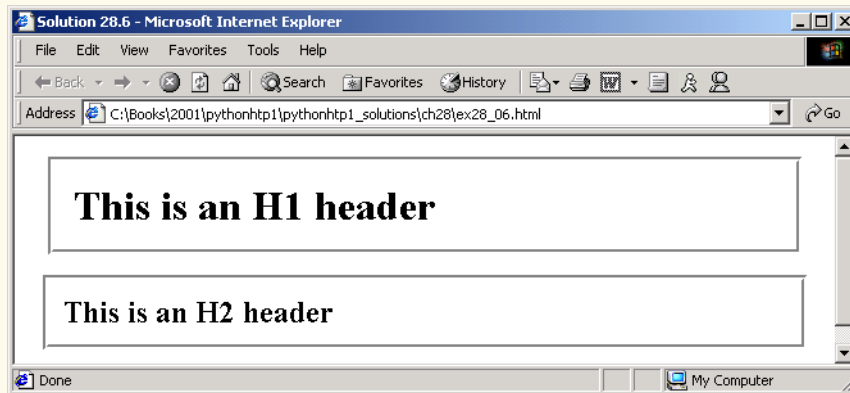 Solution 28.6 - Microsoft Internet Explorer
File Edit View Favorites Tools Help
Back Search Favorites History
Address C:\Books\2001\pythonhtp1\pythonhtp1_solutions\ch28\ex28_06.html Go
This is an H1 header
This is an H2 header
Done My Computer